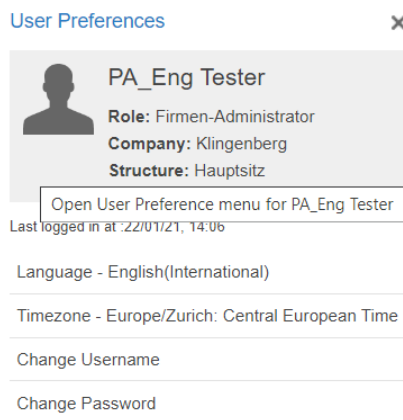 User Preferences
PA_Eng Tester
Role: Firmen-Administrator
Company: Klingenberg
Structure: Hauptsitz
Open User Preference menu for PA_Eng Tester
Last logged in at :22/01/21, 14:06
Language - English(International)
Timezone - Europe/Zurich: Central European Time
Change Username
Change Password